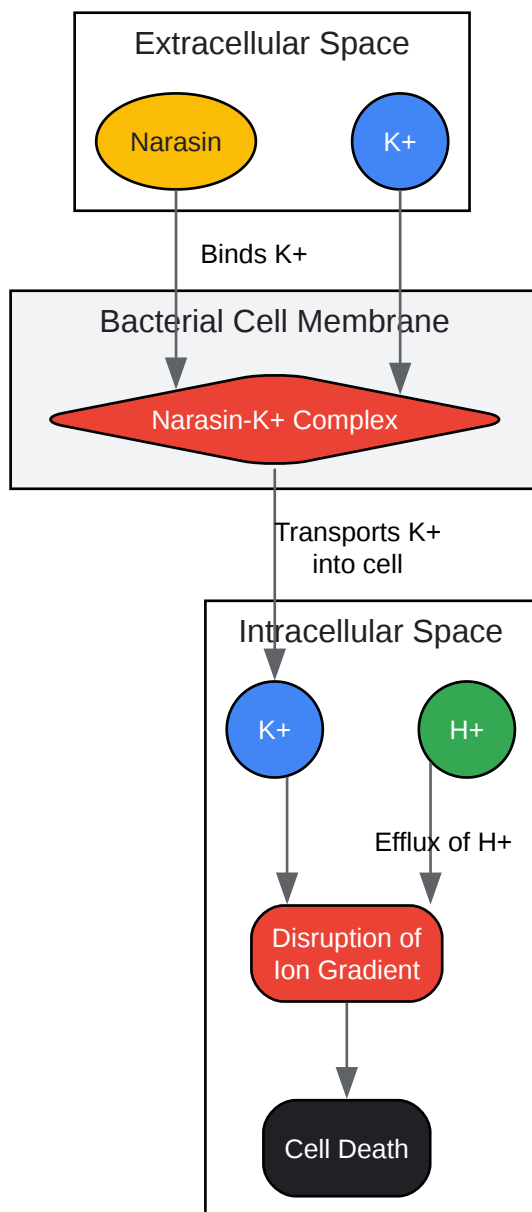 Extracellular Space
Narasin
K+
Binds K+
Bacterial Cell Membrane
Narasin-K+ Complex
Transports K+
into cell
Intracellular Space
K+
H+
Efflux of H+
Disruption of
Ion Gradient
Cell Death